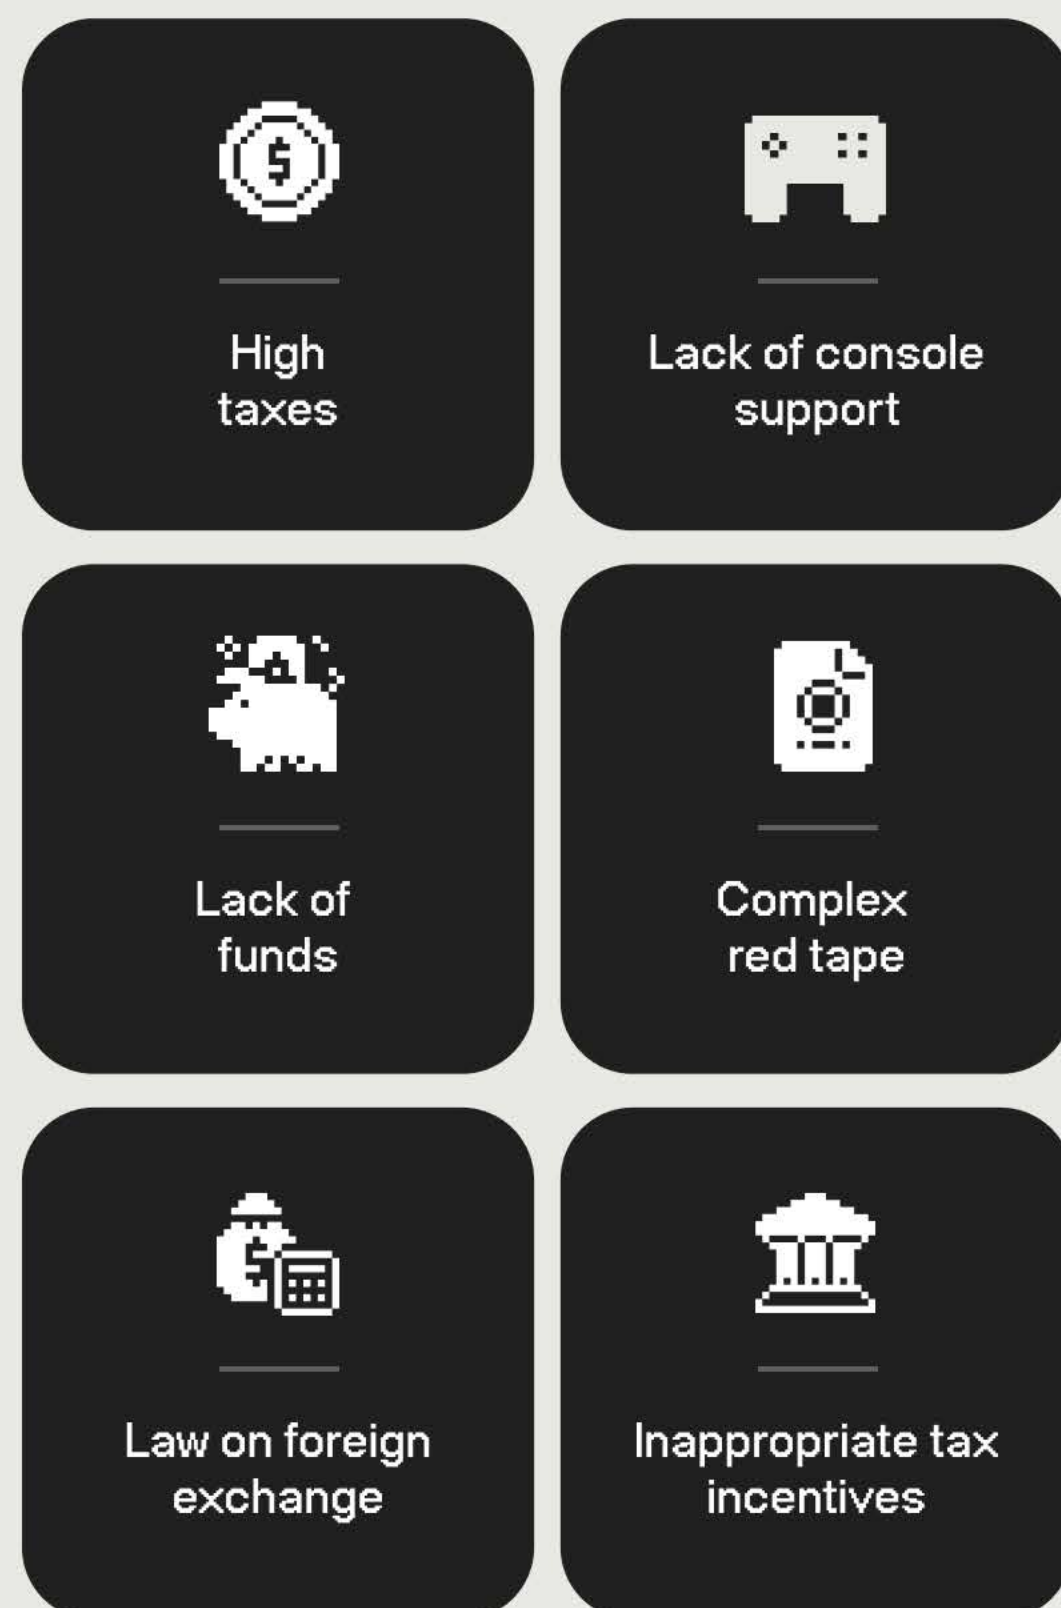 High
taxes
Lack of console
support
Lack of
funds
Complex
red tape
Law on foreign
exchange
Inappropriate tax
incentives